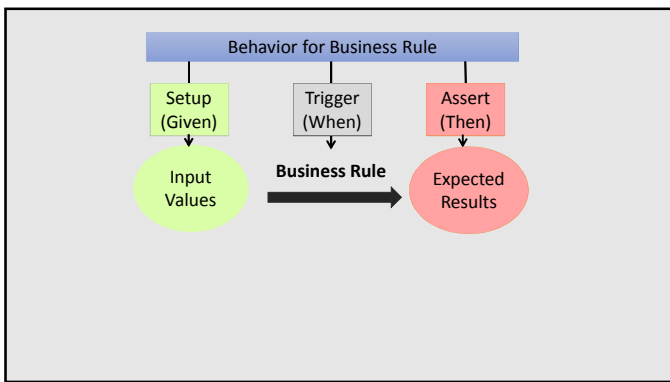 Behavior for Business Rule
Setup
(Given)
Trigger
(When)
Assert
(Then)
Input
Values
Business Rule
Expected
Results